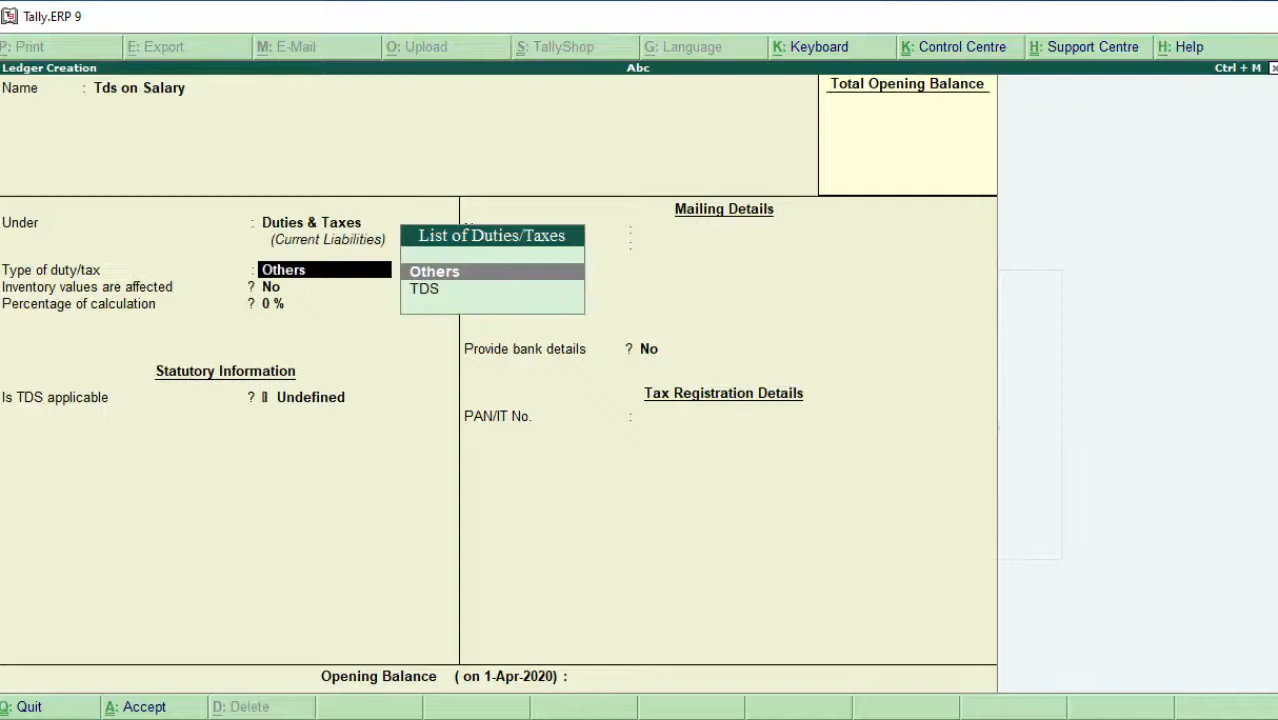 Tally.ERP 9
P: Print E: Export M: E-Mail O: Upload S: TallyShop G: Language K: Keyboard K: Control Centre H: Support Centre H: Help
Ledger Creation Abc Ctrl + M
Name : Tds on Salary
Total Opening Balance
Mailing Details
Under : Duties & Taxes
(Current Liabilities)
List of Duties/Taxes
Others
TDS
Type of duty/tax : Others
Inventory values are affected ? No
Percentage of calculation ? 0 %
Provide bank details ? No
Statutory Information
Tax Registration Details
Is TDS applicable ? Undefined
PAN/IT No. :
Opening Balance ( on 1-Apr-2020) :
Q: Quit A: Accept D: Delete